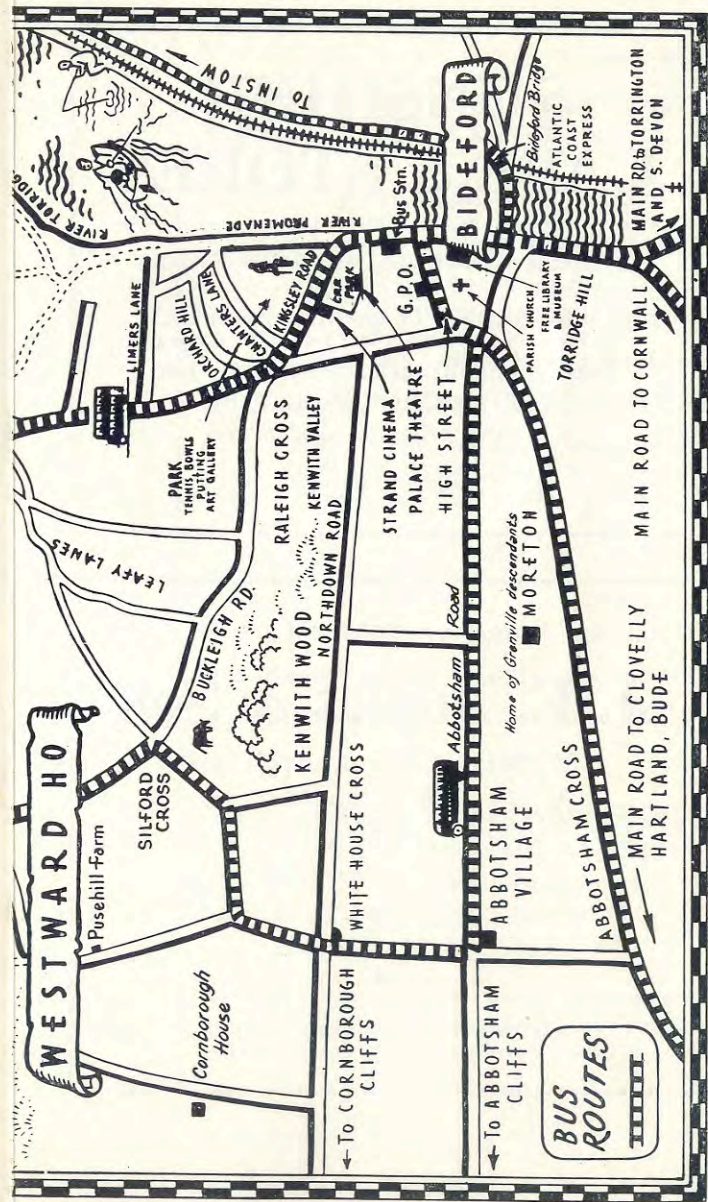 WESTWARD HO
Pusehill Farm
SILFORD
CROSS
Cornborough
House
LEAFY LANES
BUCKLEIGH RD.
KENWITH WOOD
NORTHDOWN ROAD
RALEIGH CROSS
KENWITH VALLEY
PARK
TENNIS, BOWLS
PUTTING
ART GALLERY
LIMERS LANE
ORCHARD HILL
CHANTERS LANE
KINGSLEY ROAD
RIVER TORRIDGE
TO INSTOW
RIVER PROMENADE
CAR
PARK
Bus Stn.
G.P.O.
BIDEFORD
Bideford Bridge
ATLANTIC
COAST
EXPRESS
STRAND CINEMA
PALACE THEATRE
HIGH STREET
PARISH CHURCH
FREE LIBRARY
& MUSEUM
TORRIDGE HILL
MAIN RD. to TORRINGTON
AND S. DEVON
MAIN ROAD TO CORNWALL
WHITE HOUSE CROSS
Abbotsham Road
Home of Grenville descendants
MORETON
ABBOTSHAM
VILLAGE
ABBOTSHAM CROSS
MAIN ROAD TO CLOVELLY
HARTLAND, BUDE
TO CORNBOROUGH
CLIFFS
TO ABBOTSHAM
CLIFFS
BUS
ROUTES